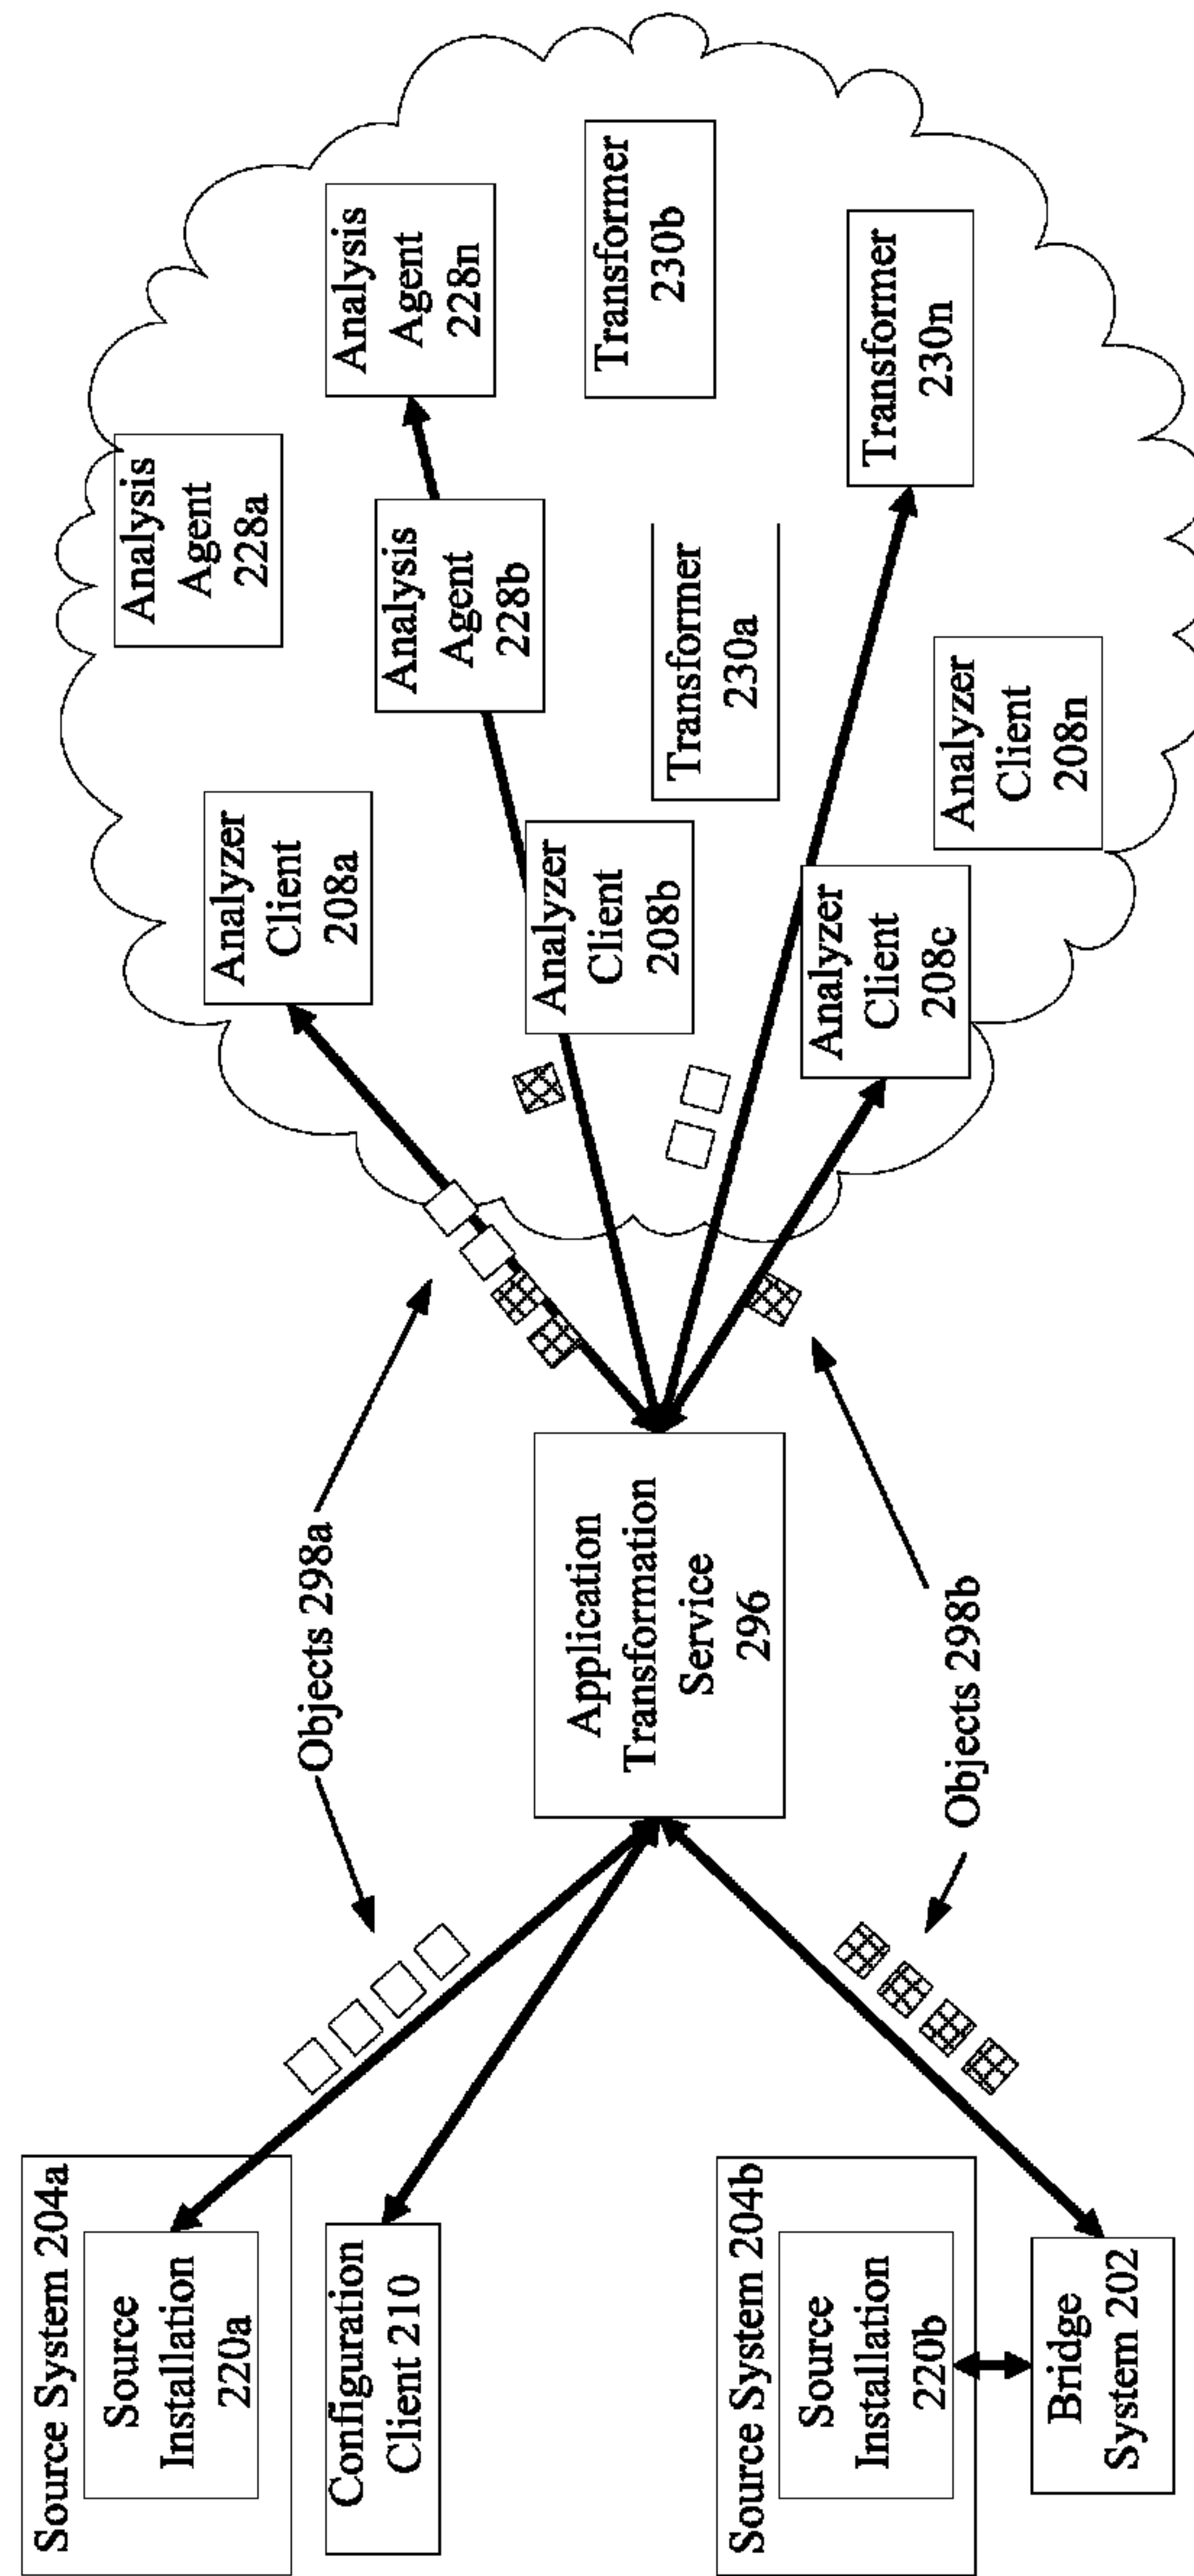 Source System 204a
Source
Installation
220a
Configuration
Client 210
Source System 204b
Source
Installation
220b
Bridge
System 202
Objects 298a
Application
Transformation
Service
296
Objects 298b
Analyzer
Client
208a
Analyzer
Client
208b
Analyzer
Client
208c
Analyzer
Client
208n
Analysis
Agent
228a
Analysis
Agent
228b
Analysis
Agent
228n
Transformer
230a
Transformer
230b
Transformer
230n